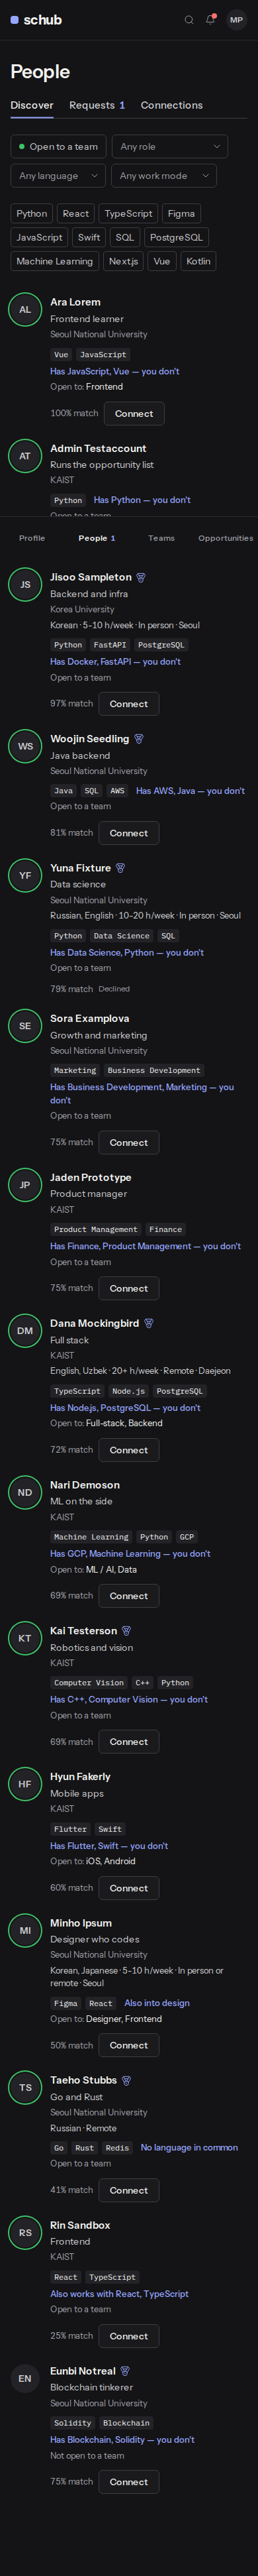 schub
MP
People
Discover Requests 1 Connections
Open to a team Any role
Any language Any work mode
Python React TypeScript Figma
JavaScript Swift SQL PostgreSQL
Machine Learning Next.js Vue Kotlin
AL
Ara Lorem
Frontend learner
Seoul National University
Vue JavaScript
Has JavaScript, Vue — you don't
Open to: Frontend
100% match Connect
AT
Admin Testaccount
Runs the opportunity list
KAIST
Python Has Python — you don't
Open to a team
Profile People 1 Teams Opportunities
JS
Jisoo Sampleton
Backend and infra
Korea University
Korean · 5-10 h/week · In person · Seoul
Python FastAPI PostgreSQL
Has Docker, FastAPI — you don't
Open to a team
97% match Connect
WS
Woojin Seedling
Java backend
Seoul National University
Java SQL AWS Has AWS, Java — you don't
Open to a team
81% match Connect
YF
Yuna Fixture
Data science
Seoul National University
Russian, English · 10-20 h/week · In person · Seoul
Python Data Science SQL
Has Data Science, Python — you don't
Open to a team
79% match Declined
SE
Sora Examplova
Growth and marketing
Seoul National University
Marketing Business Development
Has Business Development, Marketing — you
don't
Open to a team
75% match Connect
JP
Jaden Prototype
Product manager
KAIST
Product Management Finance
Has Finance, Product Management — you don't
Open to a team
75% match Connect
DM
Dana Mockingbird
Full stack
KAIST
English, Uzbek · 20+ h/week · Remote · Daejeon
TypeScript Node.js PostgreSQL
Has Node.js, PostgreSQL — you don't
Open to: Full-stack, Backend
72% match Connect
ND
Nari Demoson
ML on the side
KAIST
Machine Learning Python GCP
Has GCP, Machine Learning — you don't
Open to: ML / AI, Data
69% match Connect
KT
Kai Testerson
Robotics and vision
KAIST
Computer Vision C++ Python
Has C++, Computer Vision — you don't
Open to a team
69% match Connect
HF
Hyun Fakerly
Mobile apps
KAIST
Flutter Swift
Has Flutter, Swift — you don't
Open to: iOS, Android
60% match Connect
MI
Minho Ipsum
Designer who codes
Seoul National University
Korean, Japanese · 5-10 h/week · In person or
remote · Seoul
Figma React Also into design
Open to: Designer, Frontend
50% match Connect
TS
Taeho Stubbs
Go and Rust
Seoul National University
Russian · Remote
Go Rust Redis No language in common
Open to a team
41% match Connect
RS
Rin Sandbox
Frontend
KAIST
React TypeScript
Also works with React, TypeScript
Open to a team
25% match Connect
EN
Eunbi Notreal
Blockchain tinkerer
Seoul National University
Solidity Blockchain
Has Blockchain, Solidity — you don't
Not open to a team
75% match Connect